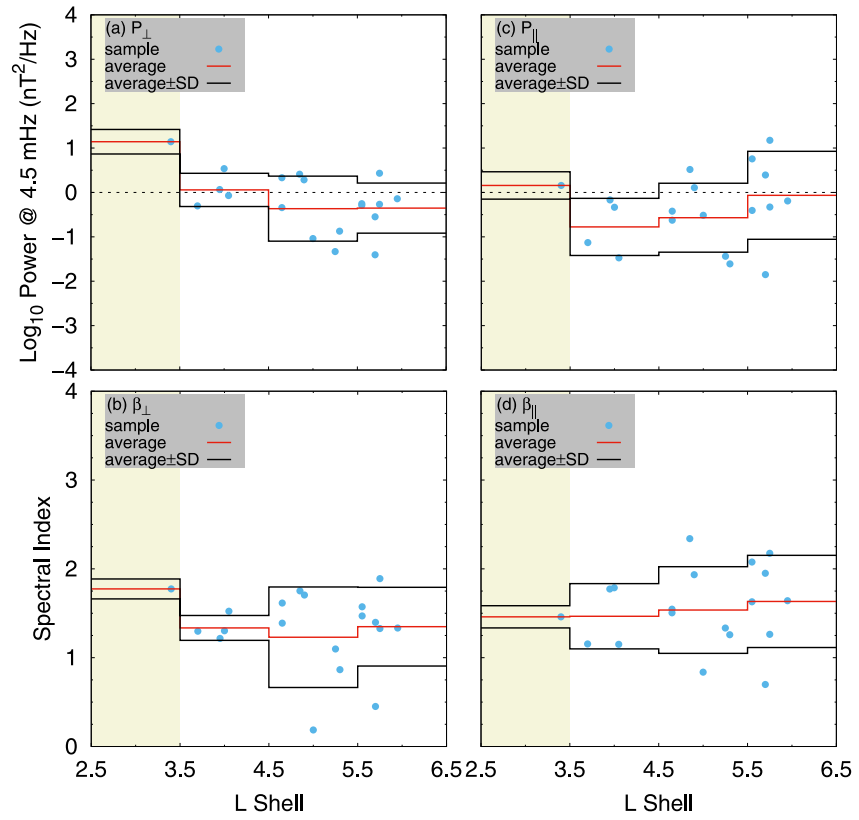 (a) P⊥
sample
average
average±SD
(c) P∥
sample
average
average±SD
4
3
2
1
0
-1
-2
-3
-4
Log10 Power @ 4.5 mHz (nT2/Hz)
(b) β⊥
sample
average
average±SD
(d) β∥
sample
average
average±SD
4
3
2
1
0
Spectral Index
2.5 3.5 4.5 5.5 6.5 2.5 3.5 4.5 5.5 6.5
L Shell L Shell